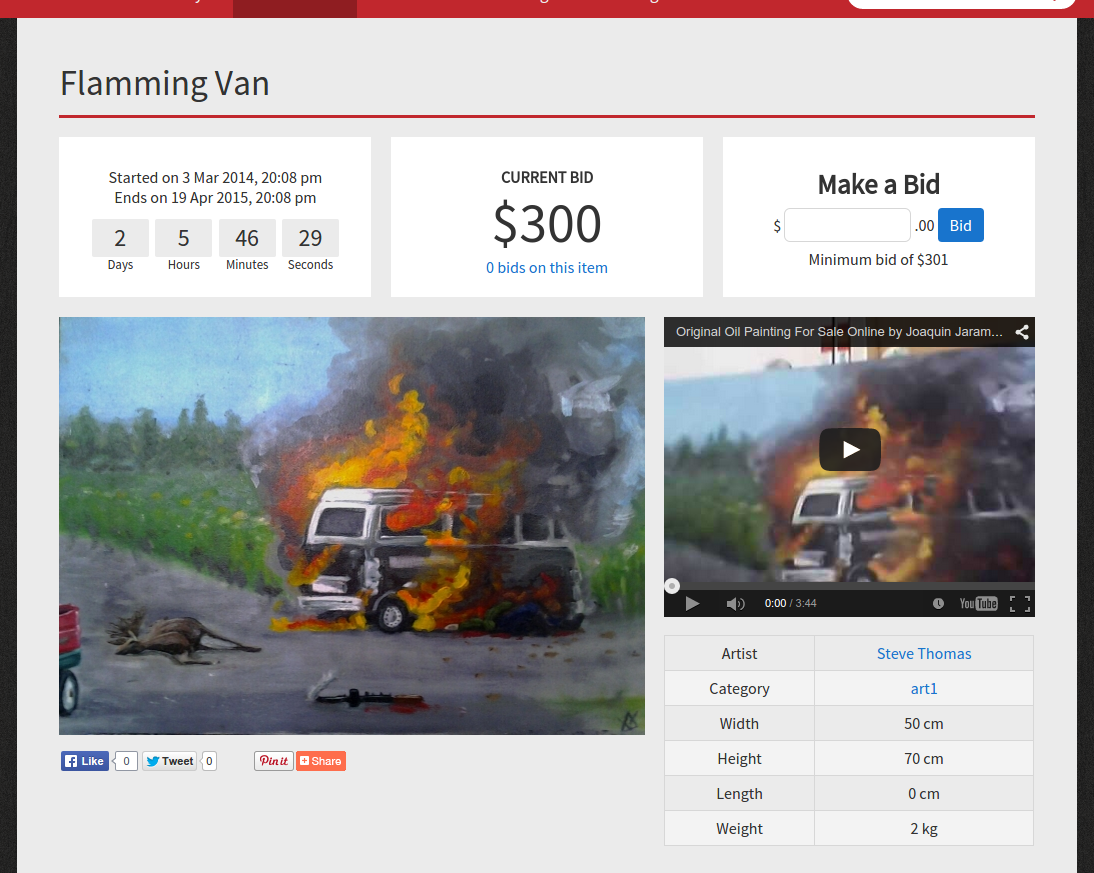 Flamming Van
Started on 3 Mar 2014, 20:08 pm
Ends on 19 Apr 2015, 20:08 pm
2 5 46 29
Days Hours Minutes Seconds
CURRENT BID
$300
0 bids on this item
Make a Bid
$ .00 Bid
Minimum bid of $301
Original Oil Painting For Sale Online by Joaquin Jaram...
0:00 / 3:44 YouTube
Like 0 Tweet 0 Pin it Share
Artist Steve Thomas
Category art1
Width 50 cm
Height 70 cm
Length 0 cm
Weight 2 kg